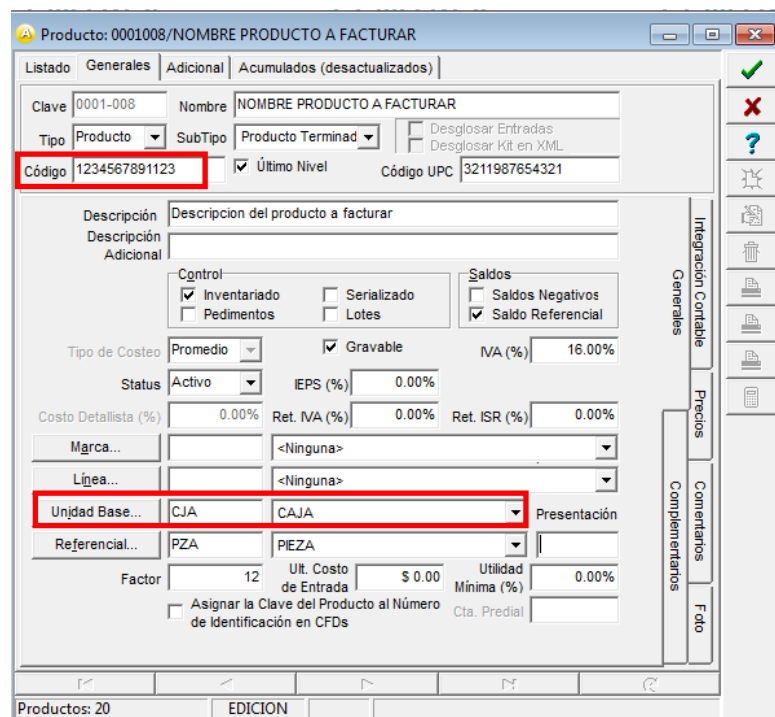 Producto: 0001008/NOMBRE PRODUCTO A FACTURAR
Listado Generales Adicional Acumulados (desactualizados)
Clave 0001-008 Nombre NOMBRE PRODUCTO A FACTURAR
Tipo Producto SubTipo Producto Terminad Desglosar Entradas
Desglosar Kit en XML
Código 1234567891123 Último Nivel Código UPC 3211987654321
Descripción Descripcion del producto a facturar
Descripción
Adicional
Control Saldos
Inventariado Serializado Saldos Negativos
Pedimentos Lotes Saldo Referencial
Tipo de Costeo Promedio Gravable IVA (%) 16.00%
Status Activo IEPS (%) 0.00%
Costo Detallista (%) 0.00% Ret. IVA (%) 0.00% Ret. ISR (%) 0.00%
Marca... <Ninguna>
Línea... <Ninguna>
Unidad Base... CJA CAJA Presentación
Referencial... PZA PIEZA
Factor 12 Ult. Costo
de Entrada $ 0.00 Utilidad
Mínima (%) 0.00%
Asignar la Clave del Producto al Número
de Identificación en CFDs Cta. Predial
Generales
Complementarios
Integración Contable
Precios
Comentarios
Foto
Productos: 20 EDICION